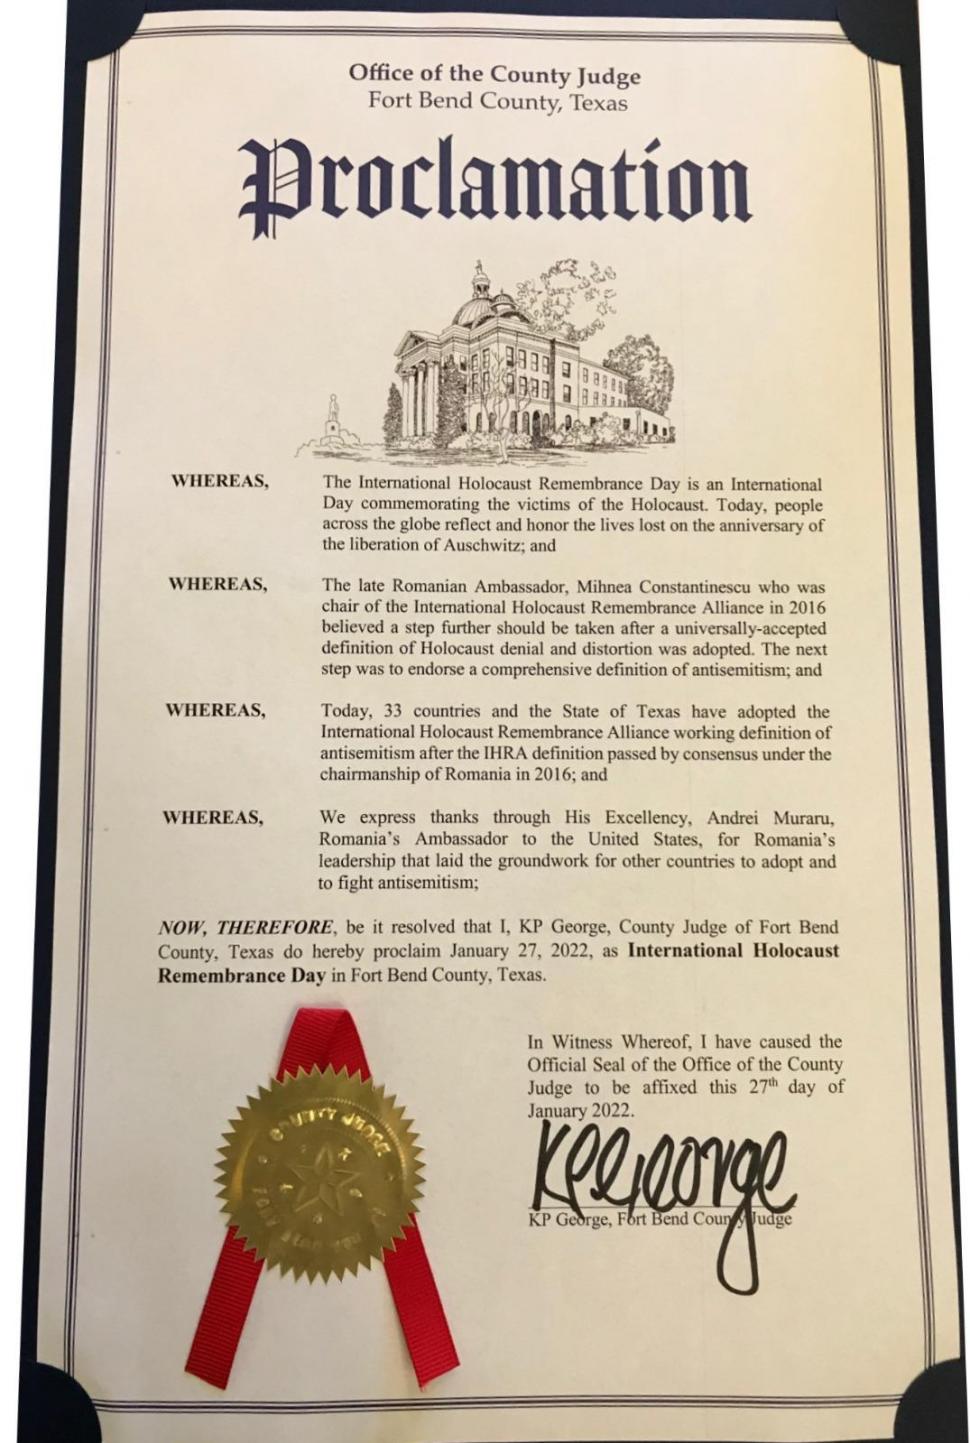 Office of the County Judge
Fort Bend County, Texas
Proclamation
WHEREAS, The International Holocaust Remembrance Day is an International
Day commemorating the victims of the Holocaust. Today, people
across the globe reflect and honor the lives lost on the anniversary of
the liberation of Auschwitz; and
WHEREAS, The late Romanian Ambassador, Mihnea Constantinescu who was
chair of the International Holocaust Remembrance Alliance in 2016
believed a step further should be taken after a universally-accepted
definition of Holocaust denial and distortion was adopted. The next
step was to endorse a comprehensive definition of antisemitism; and
WHEREAS, Today, 33 countries and the State of Texas have adopted the
International Holocaust Remembrance Alliance working definition of
antisemitism after the IHRA definition passed by consensus under the
chairmanship of Romania in 2016; and
WHEREAS, We express thanks through His Excellency, Andrei Muraru,
Romania's Ambassador to the United States, for Romania's
leadership that laid the groundwork for other countries to adopt and
to fight antisemitism;
NOW, THEREFORE, be it resolved that I, KP George, County Judge of Fort Bend
County, Texas do hereby proclaim January 27, 2022, as International Holocaust
Remembrance Day in Fort Bend County, Texas.
In Witness Whereof, I have caused the
Official Seal of the Office of the County
Judge to be affixed this 27th day of
January 2022.
KP George
KP George, Fort Bend County Judge
COUNTY JUDGE